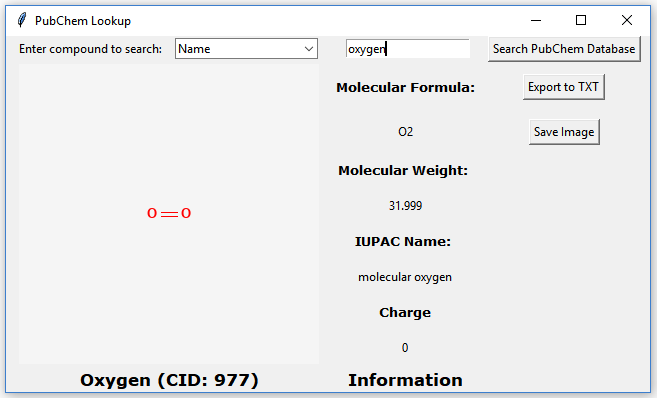 PubChem Lookup
Enter compound to search: Name oxygen Search PubChem Database
Molecular Formula: Export to TXT
O2 Save Image
Molecular Weight:
31.999
O O
IUPAC Name:
molecular oxygen
Charge
0
Oxygen (CID: 977) Information